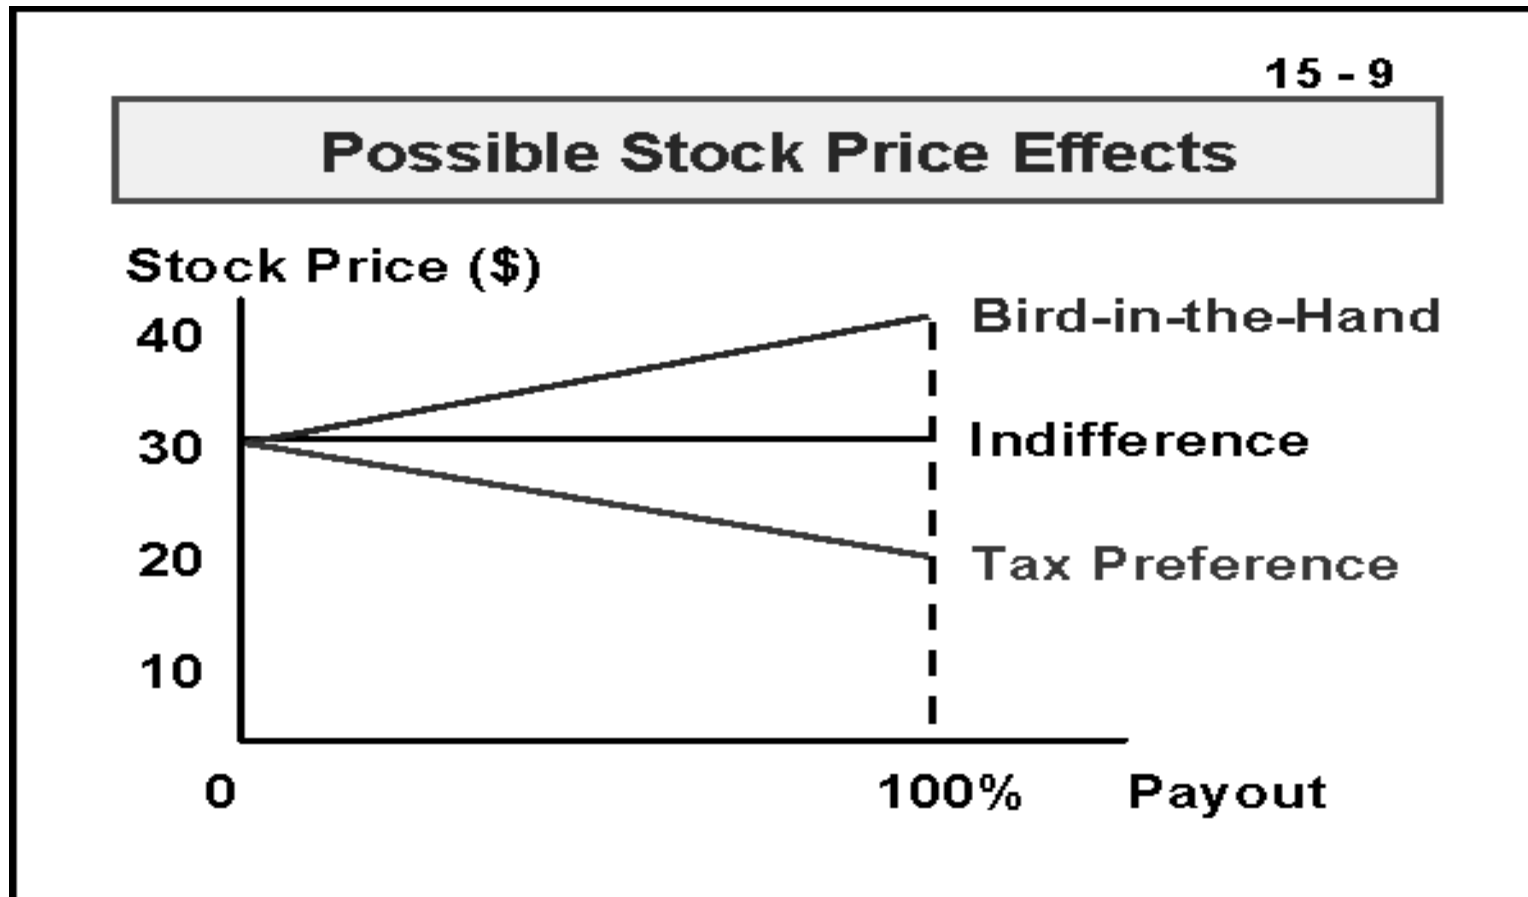 15 - 9
Possible Stock Price Effects
Stock Price ($)
40
Bird-in-the-Hand
30
Indifference
20
Tax Preference
10
0
100%
Payout